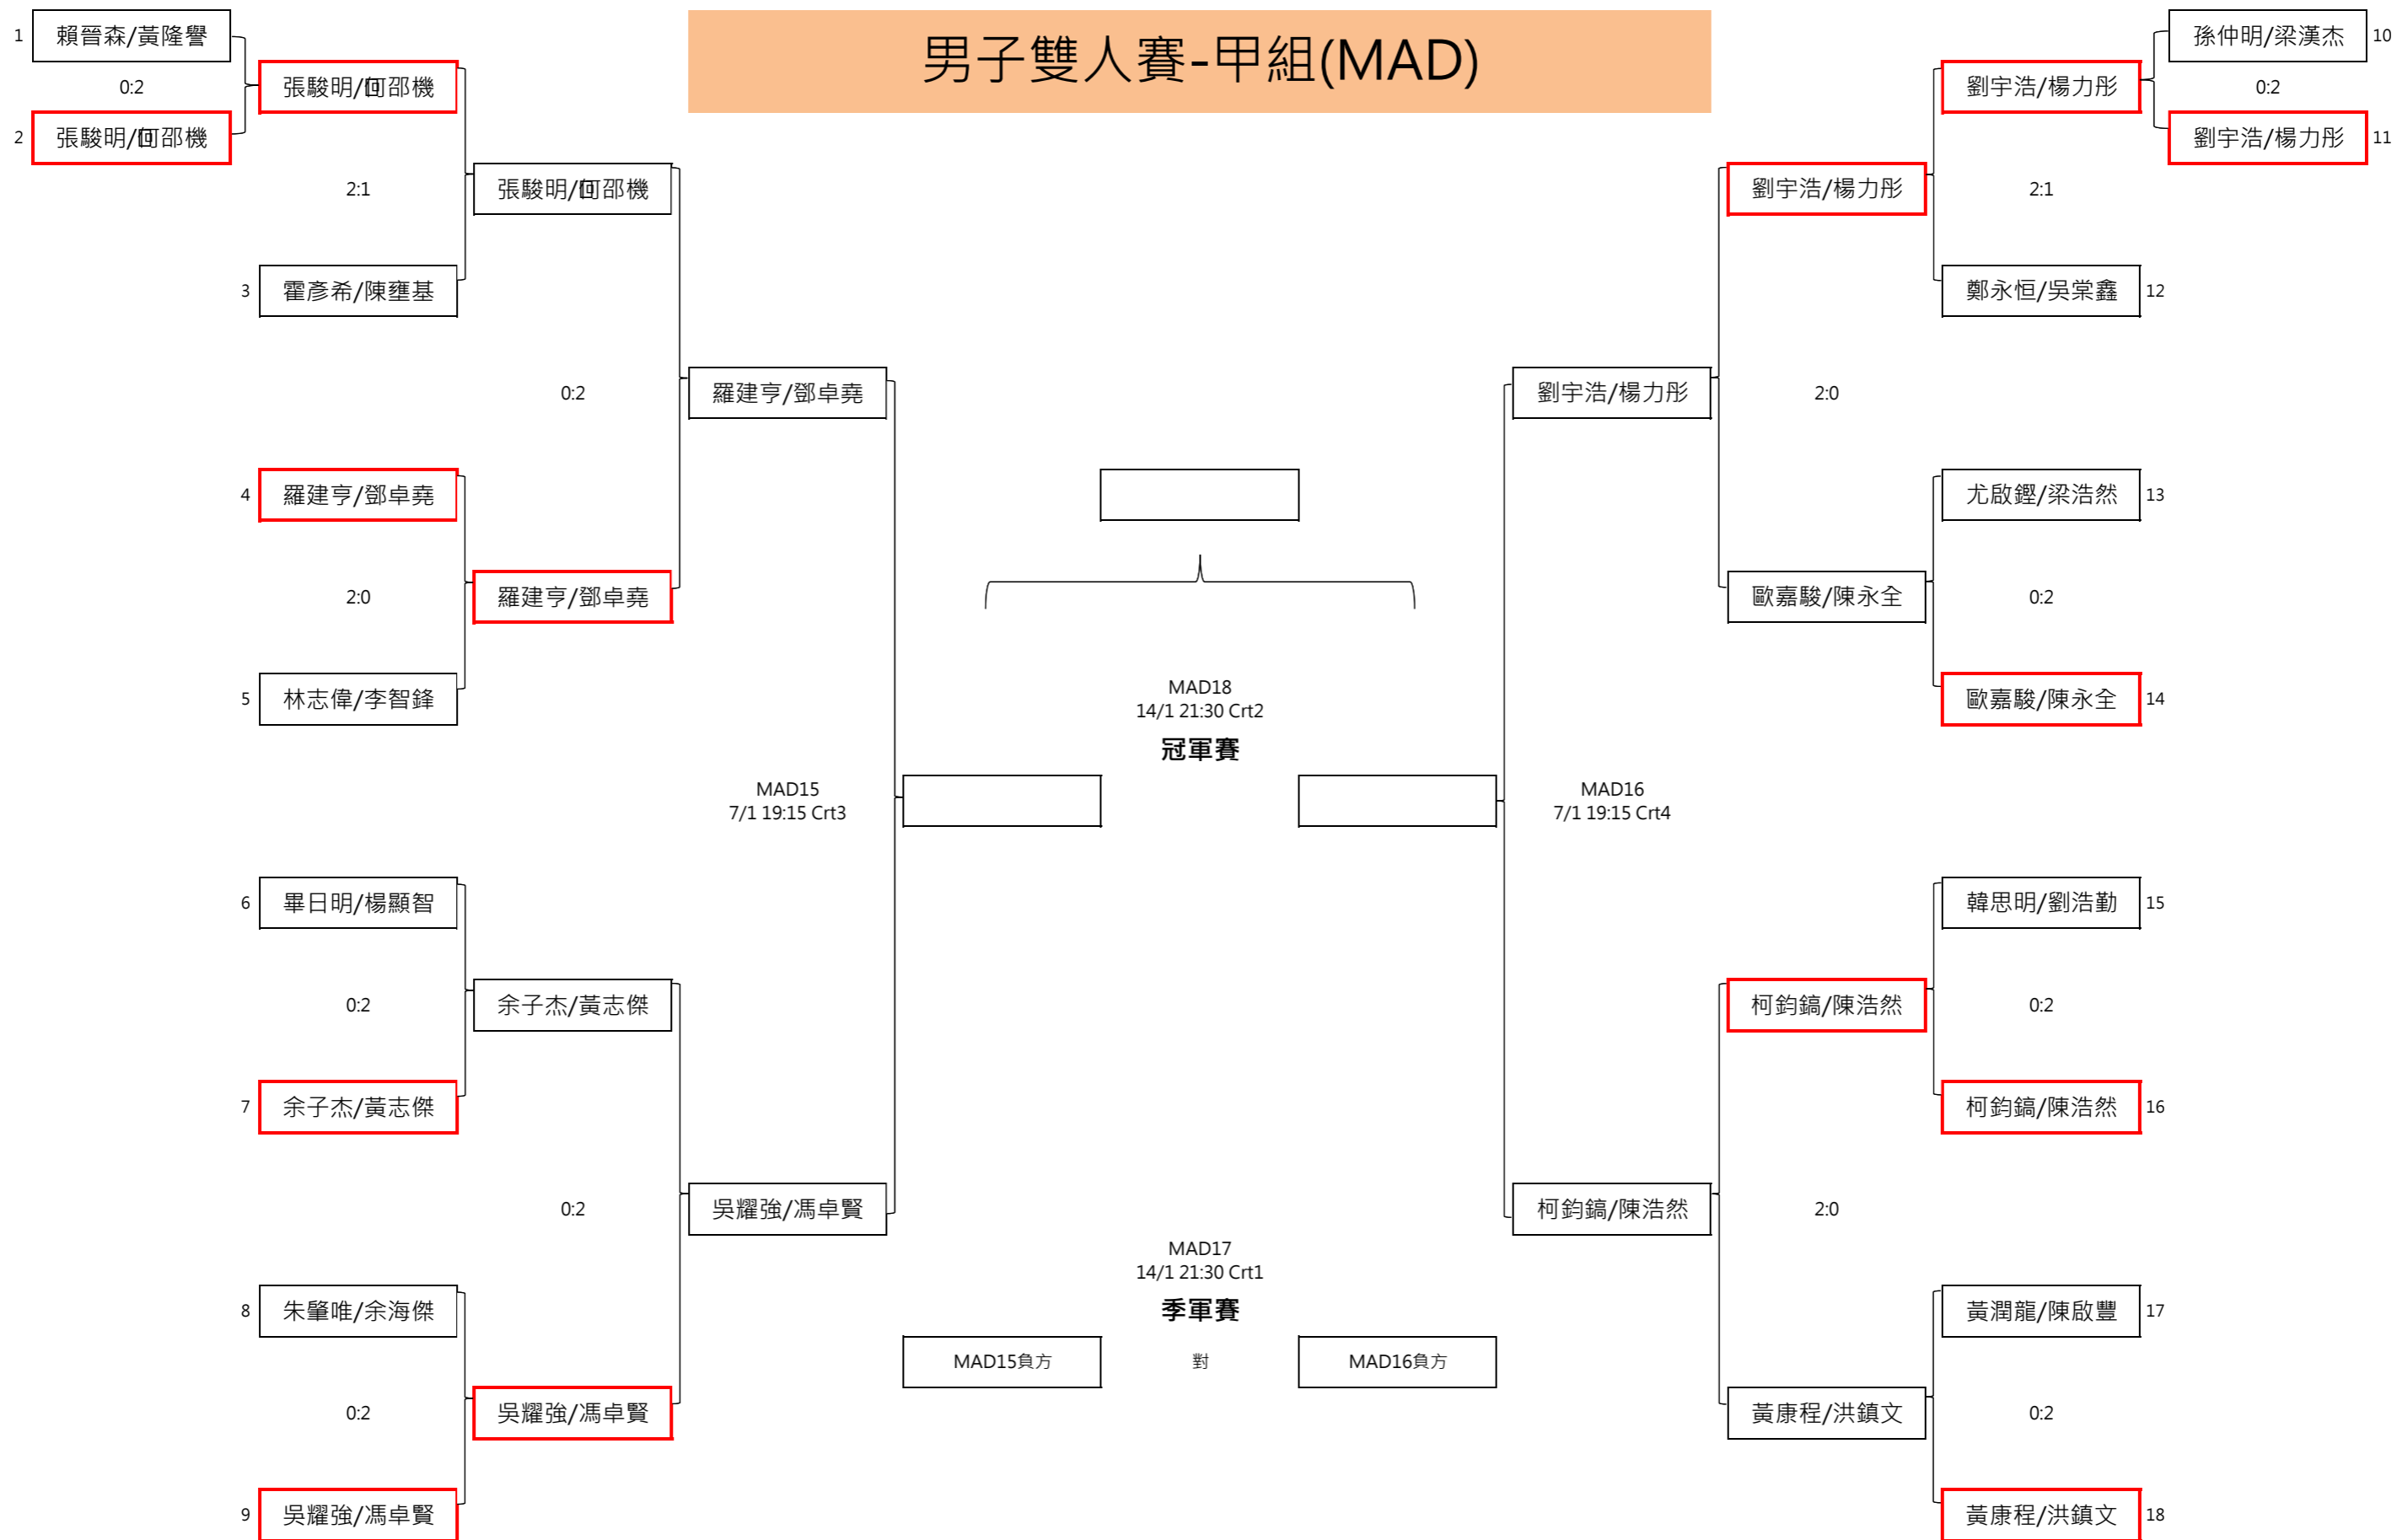 男子雙人賽-甲組(MAD)
1 賴晉森/黃隆譽
0:2
2 張駿明/何邵機
張駿明/何邵機
2:1
3 霍彥希/陳壅基
張駿明/何邵機
0:2
4 羅建亨/鄧卓堯
2:0
5 林志偉/李智鋒
羅建亨/鄧卓堯
羅建亨/鄧卓堯
MAD15
7/1 19:15 Crt3
6 畢日明/楊顯智
0:2
7 余子杰/黃志傑
余子杰/黃志傑
0:2
8 朱肇唯/余海傑
0:2
9 吳耀強/馮卓賢
吳耀強/馮卓賢
吳耀強/馮卓賢
MAD18
14/1 21:30 Crt2
冠軍賽
MAD17
14/1 21:30 Crt1
季軍賽
MAD15負方 對 MAD16負方
孫仲明/梁漢杰 10
0:2
劉宇浩/楊力彤 11
劉宇浩/楊力彤
2:1
鄭永恒/吳棠鑫 12
劉宇浩/楊力彤
2:0
尤啟鏗/梁浩然 13
0:2
歐嘉駿/陳永全 14
歐嘉駿/陳永全
劉宇浩/楊力彤
MAD16
7/1 19:15 Crt4
韓思明/劉浩勤 15
0:2
柯鈞鎬/陳浩然 16
柯鈞鎬/陳浩然
2:0
黃潤龍/陳啟豐 17
0:2
黃康程/洪鎮文 18
黃康程/洪鎮文
柯鈞鎬/陳浩然